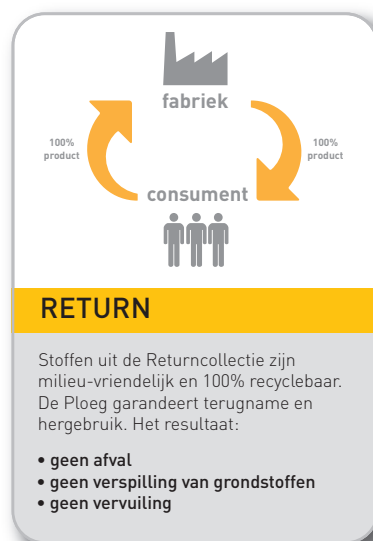 fabriek
100%
product
100%
product
consument
RETURN
Stoffen uit de Returncollectie zijn
milieu-vriendelijk en 100% recyclebaar.
De Ploeg garandeert terugname en
hergebruik. Het resultaat:
• geen afval
• geen verspilling van grondstoffen
• geen vervuiling